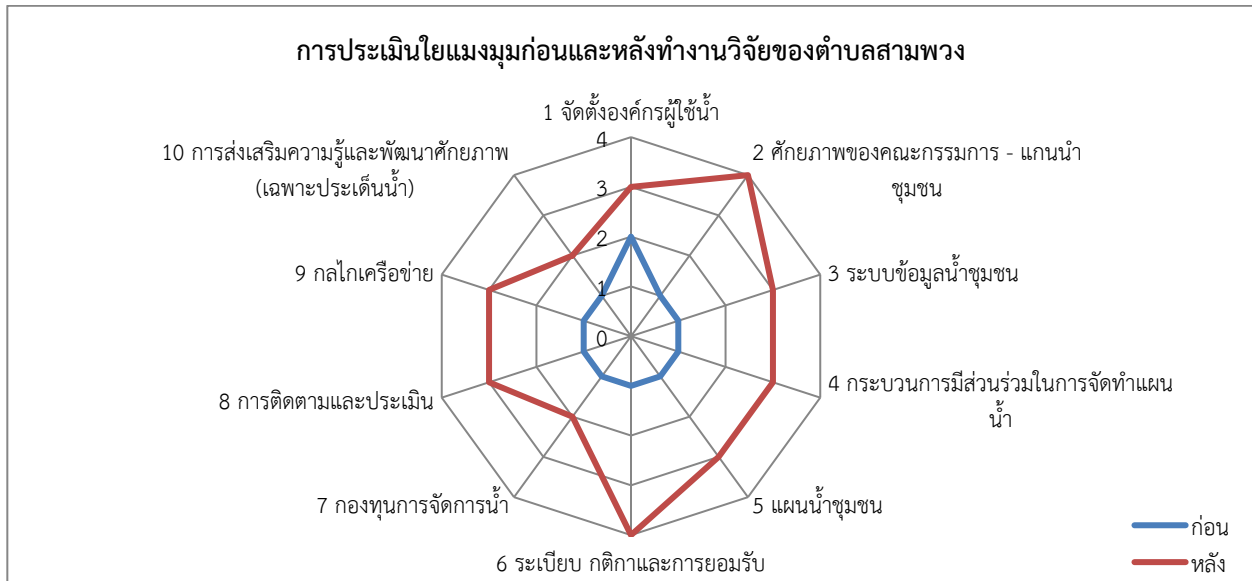 การประเมินใยแมงมุมก่อนและหลังทำงานวิจัยของตำบลสามพวง
1 จัดตั้งองค์กรผู้ใช้น้ำ
2 ศักยภาพของคณะกรรมการ - แกนนำ
ชุมชน
3 ระบบข้อมูลน้ำชุมชน
4 กระบวนการมีส่วนร่วมในการจัดทำแผน
น้ำ
5 แผนน้ำชุมชน
6 ระเบียบ กติกาและการยอมรับ
7 กองทุนการจัดการน้ำ
8 การติดตามและประเมิน
9 กลไกเครือข่าย
10 การส่งเสริมความรู้และพัฒนาศักยภาพ
(เฉพาะประเด็นน้ำ)
4
3
2
1
0
ก่อน
หลัง